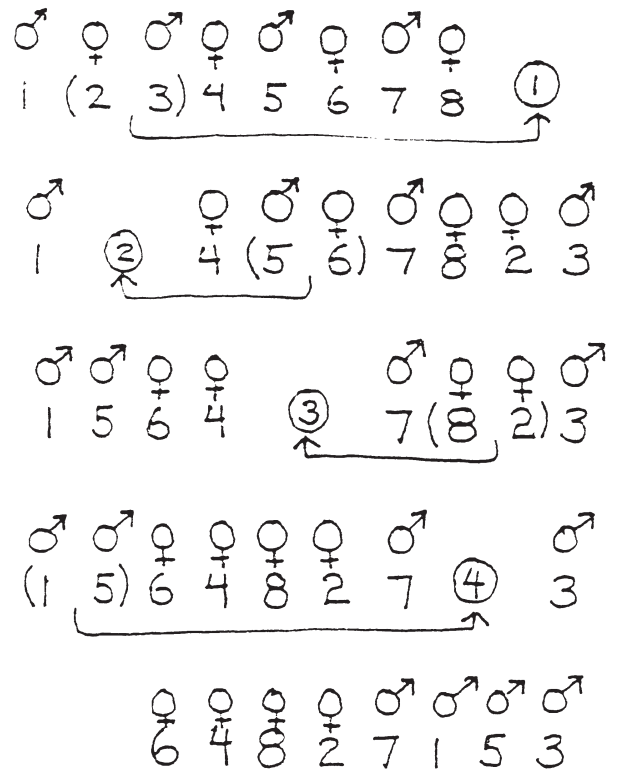 ♂ ♀ ♂ ♀ ♂ ♀ ♂ ♀
1 (2 3) 4 5 6 7 8 ①
♂ ♀ ♂ ♀ ♂ ♀ ♀ ♂
1 ② 4 (5 6) 7 8 2 3
♂ ♂ ♀ ♀ ♂ ♀ ♀ ♂
1 5 6 4 ③ 7 (8 2) 3
♂ ♂ ♀ ♀ ♀ ♀ ♂ ♂
(1 5) 6 4 8 2 7 ④ 3
♀ ♀ ♀ ♀ ♂ ♂ ♂ ♂
6 4 8 2 7 1 5 3